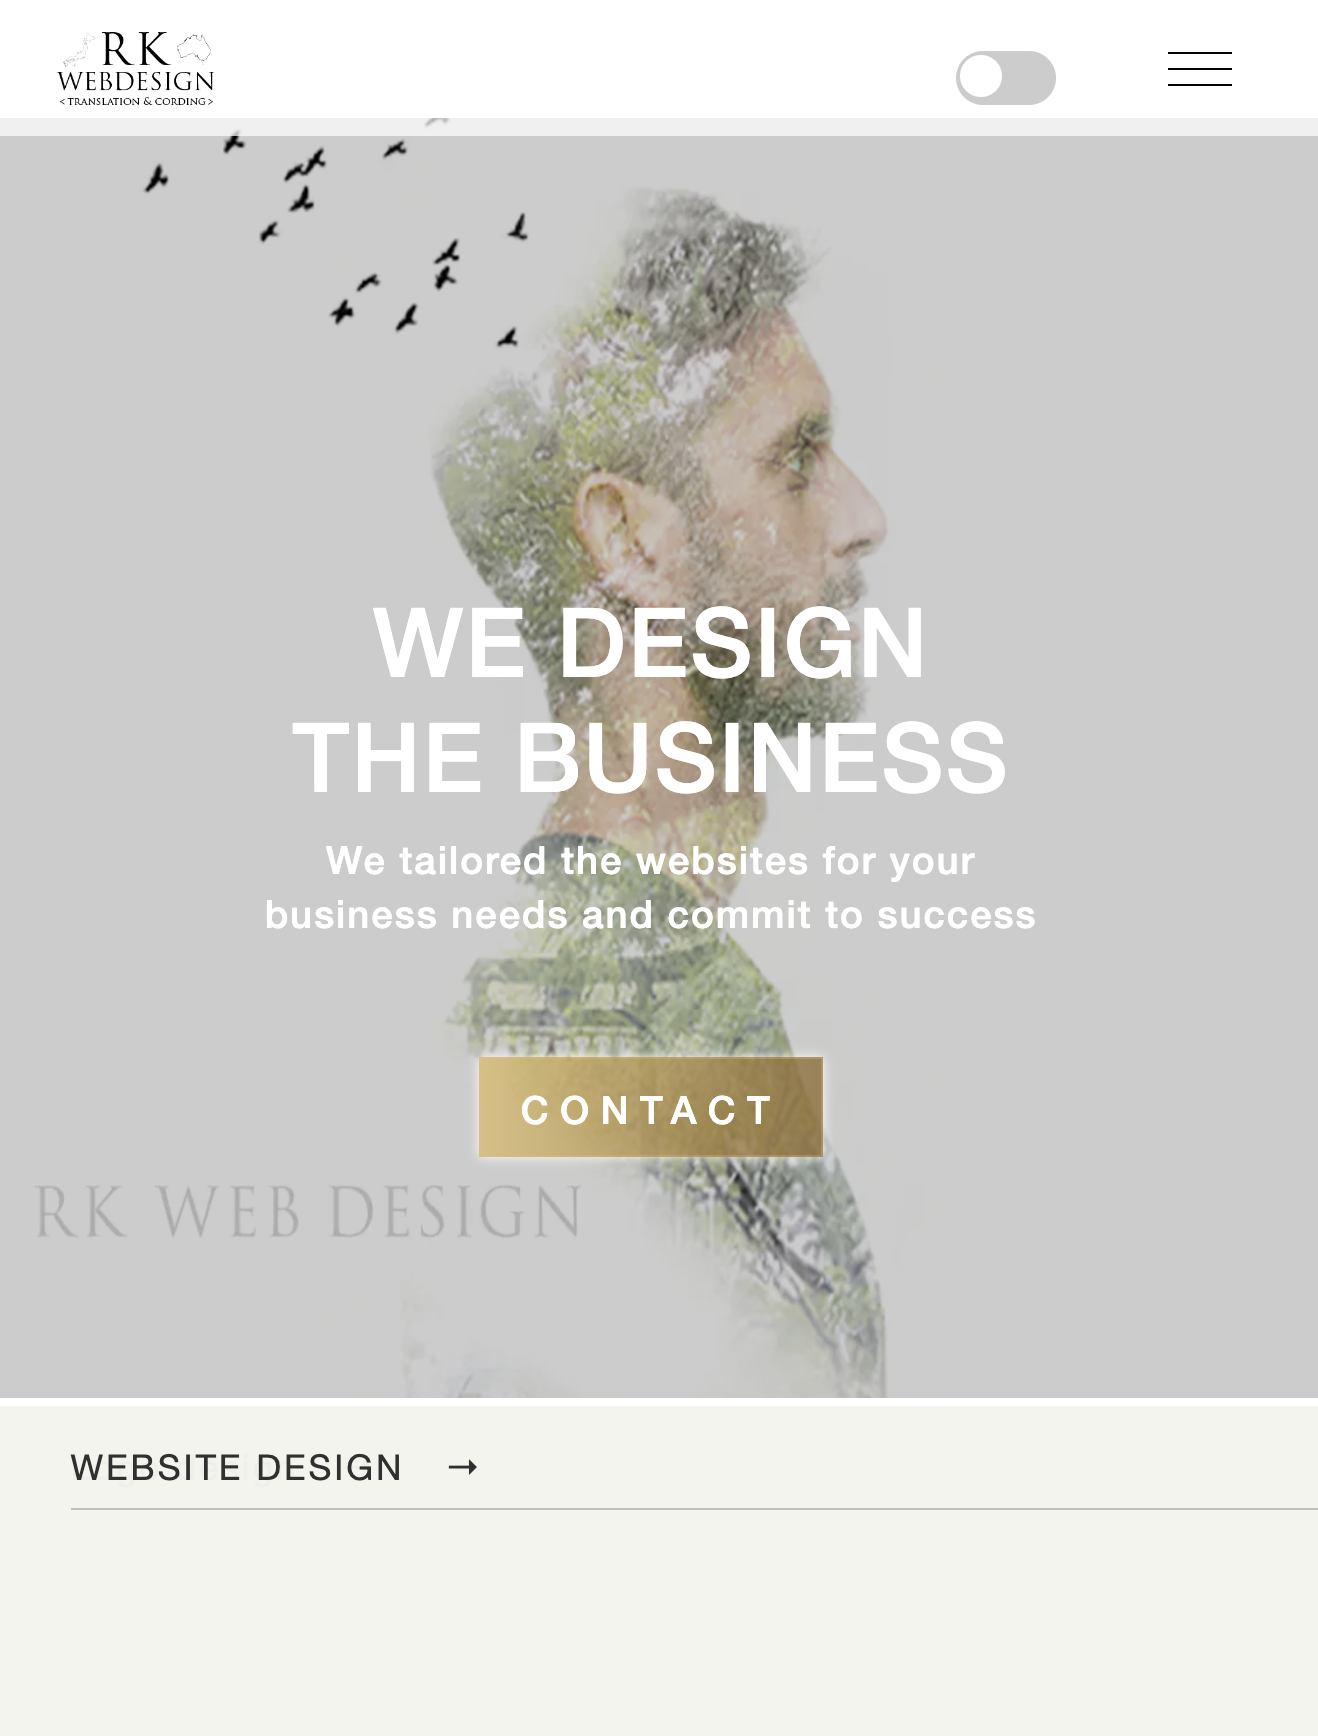 RK
WEBDESIGN
<TRANSLATION & CORDING>
WE DESIGN
THE BUSINESS
We tailored the websites for your
business needs and commit to success
CONTACT
RK WEB DESIGN
WEBSITE DESIGN →